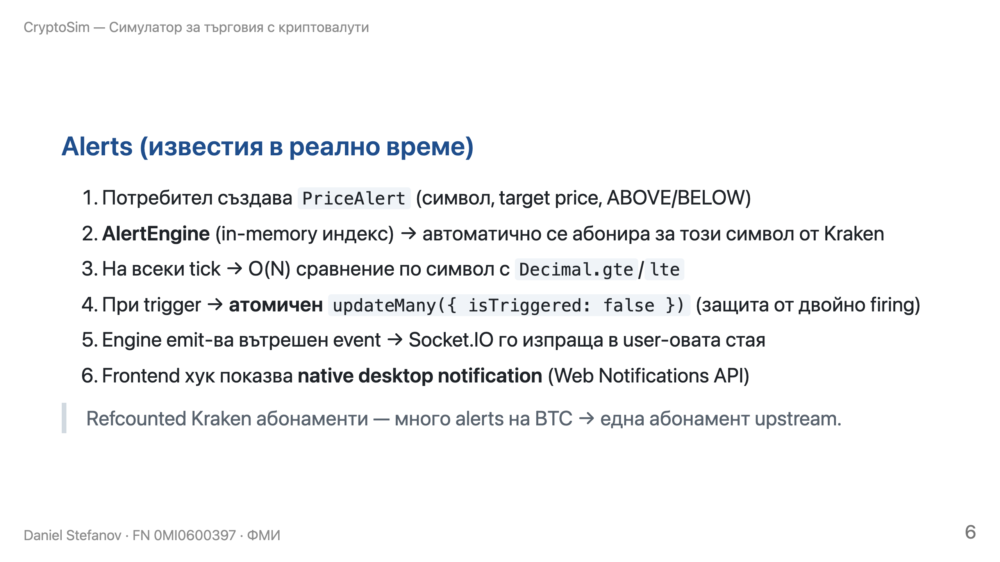 CryptoSim — Симулатор за търговия с криптовалути
Alerts (известия в реално време)
1. Потребител създава PriceAlert (символ, target price, ABOVE/BELOW)
2. AlertEngine (in-memory индекс) → автоматично се абонира за този символ от Kraken
3. На всеки tick → O(N) сравнение по символ с Decimal.gte/lte
4. При trigger → атомичен updateMany({ isTriggered: false }) (защита от двойно firing)
5. Engine emit-ва вътрешен event → Socket.IO го изпраща в user-овата стая
6. Frontend хук показва native desktop notification (Web Notifications API)
Refcounted Kraken абонаменти — много alerts на BTC → една абонамент upstream.
Daniel Stefanov · FN 0MI0600397 · ФМИ
6